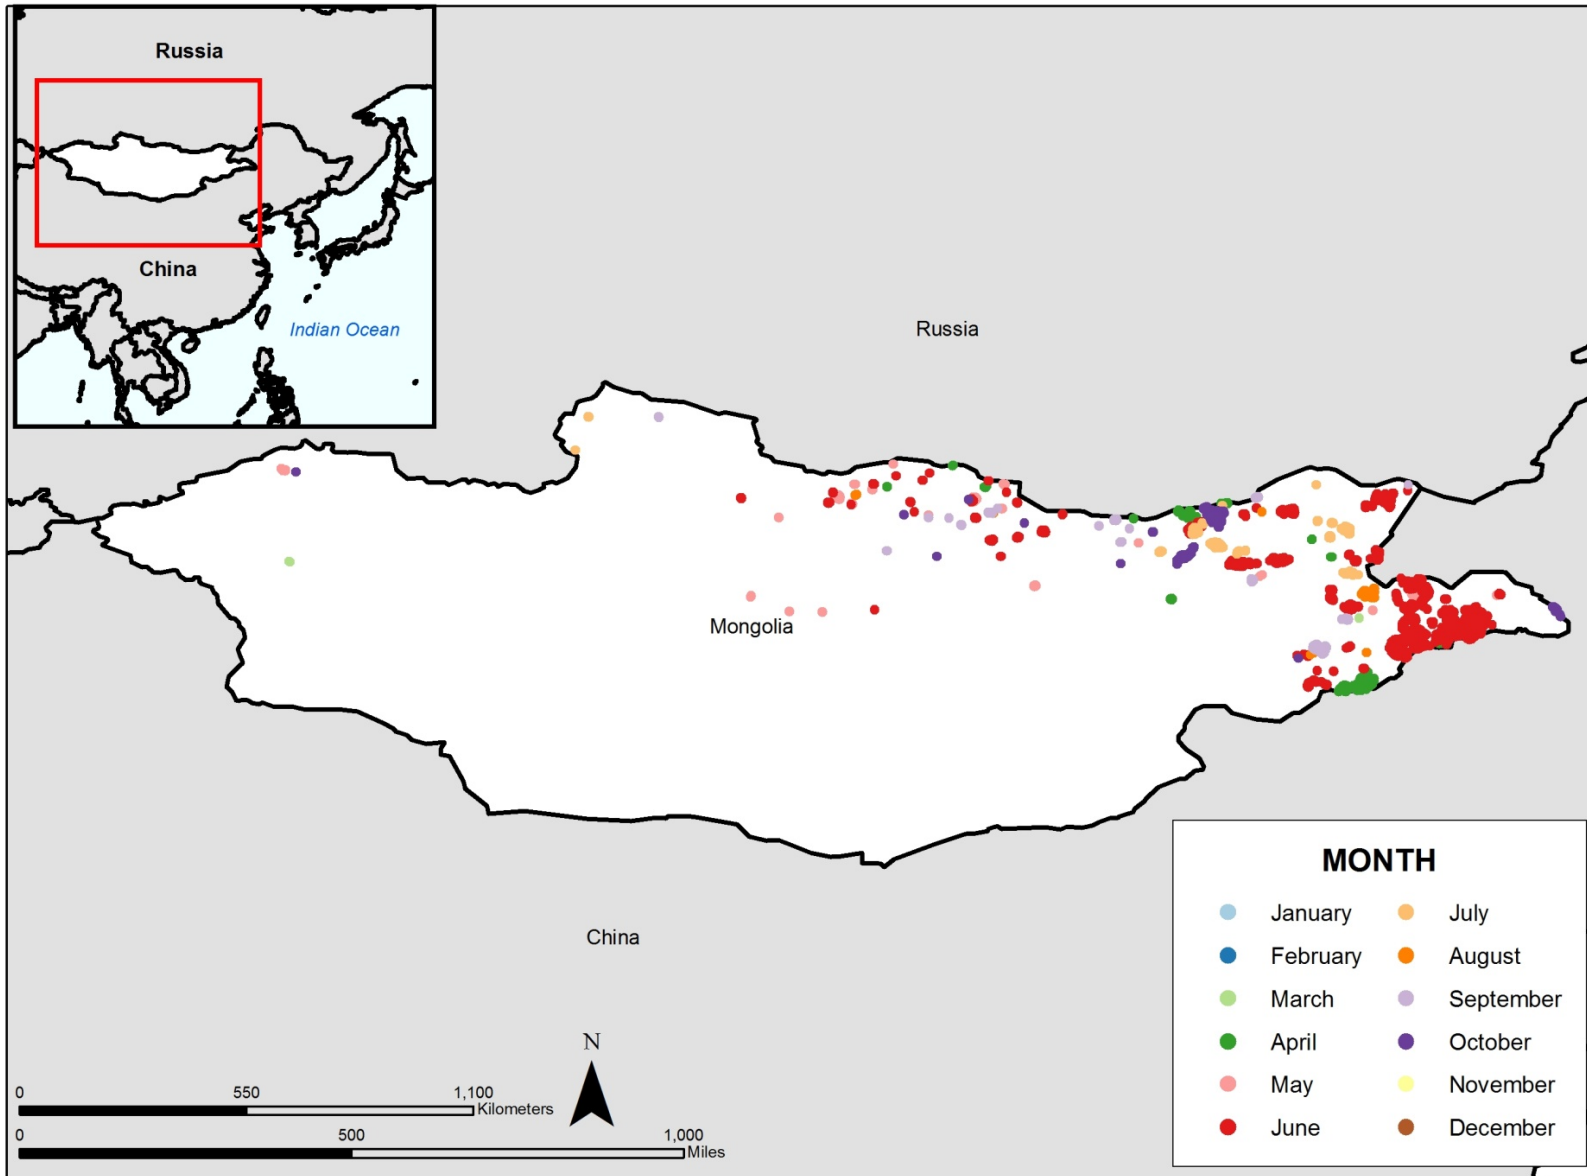 Russia
China
Indian Ocean
Russia
Mongolia
China
N
0 550 1,100
Kilometers
0 500 1,000
Miles
MONTH
January July
February August
March September
April October
May November
June December